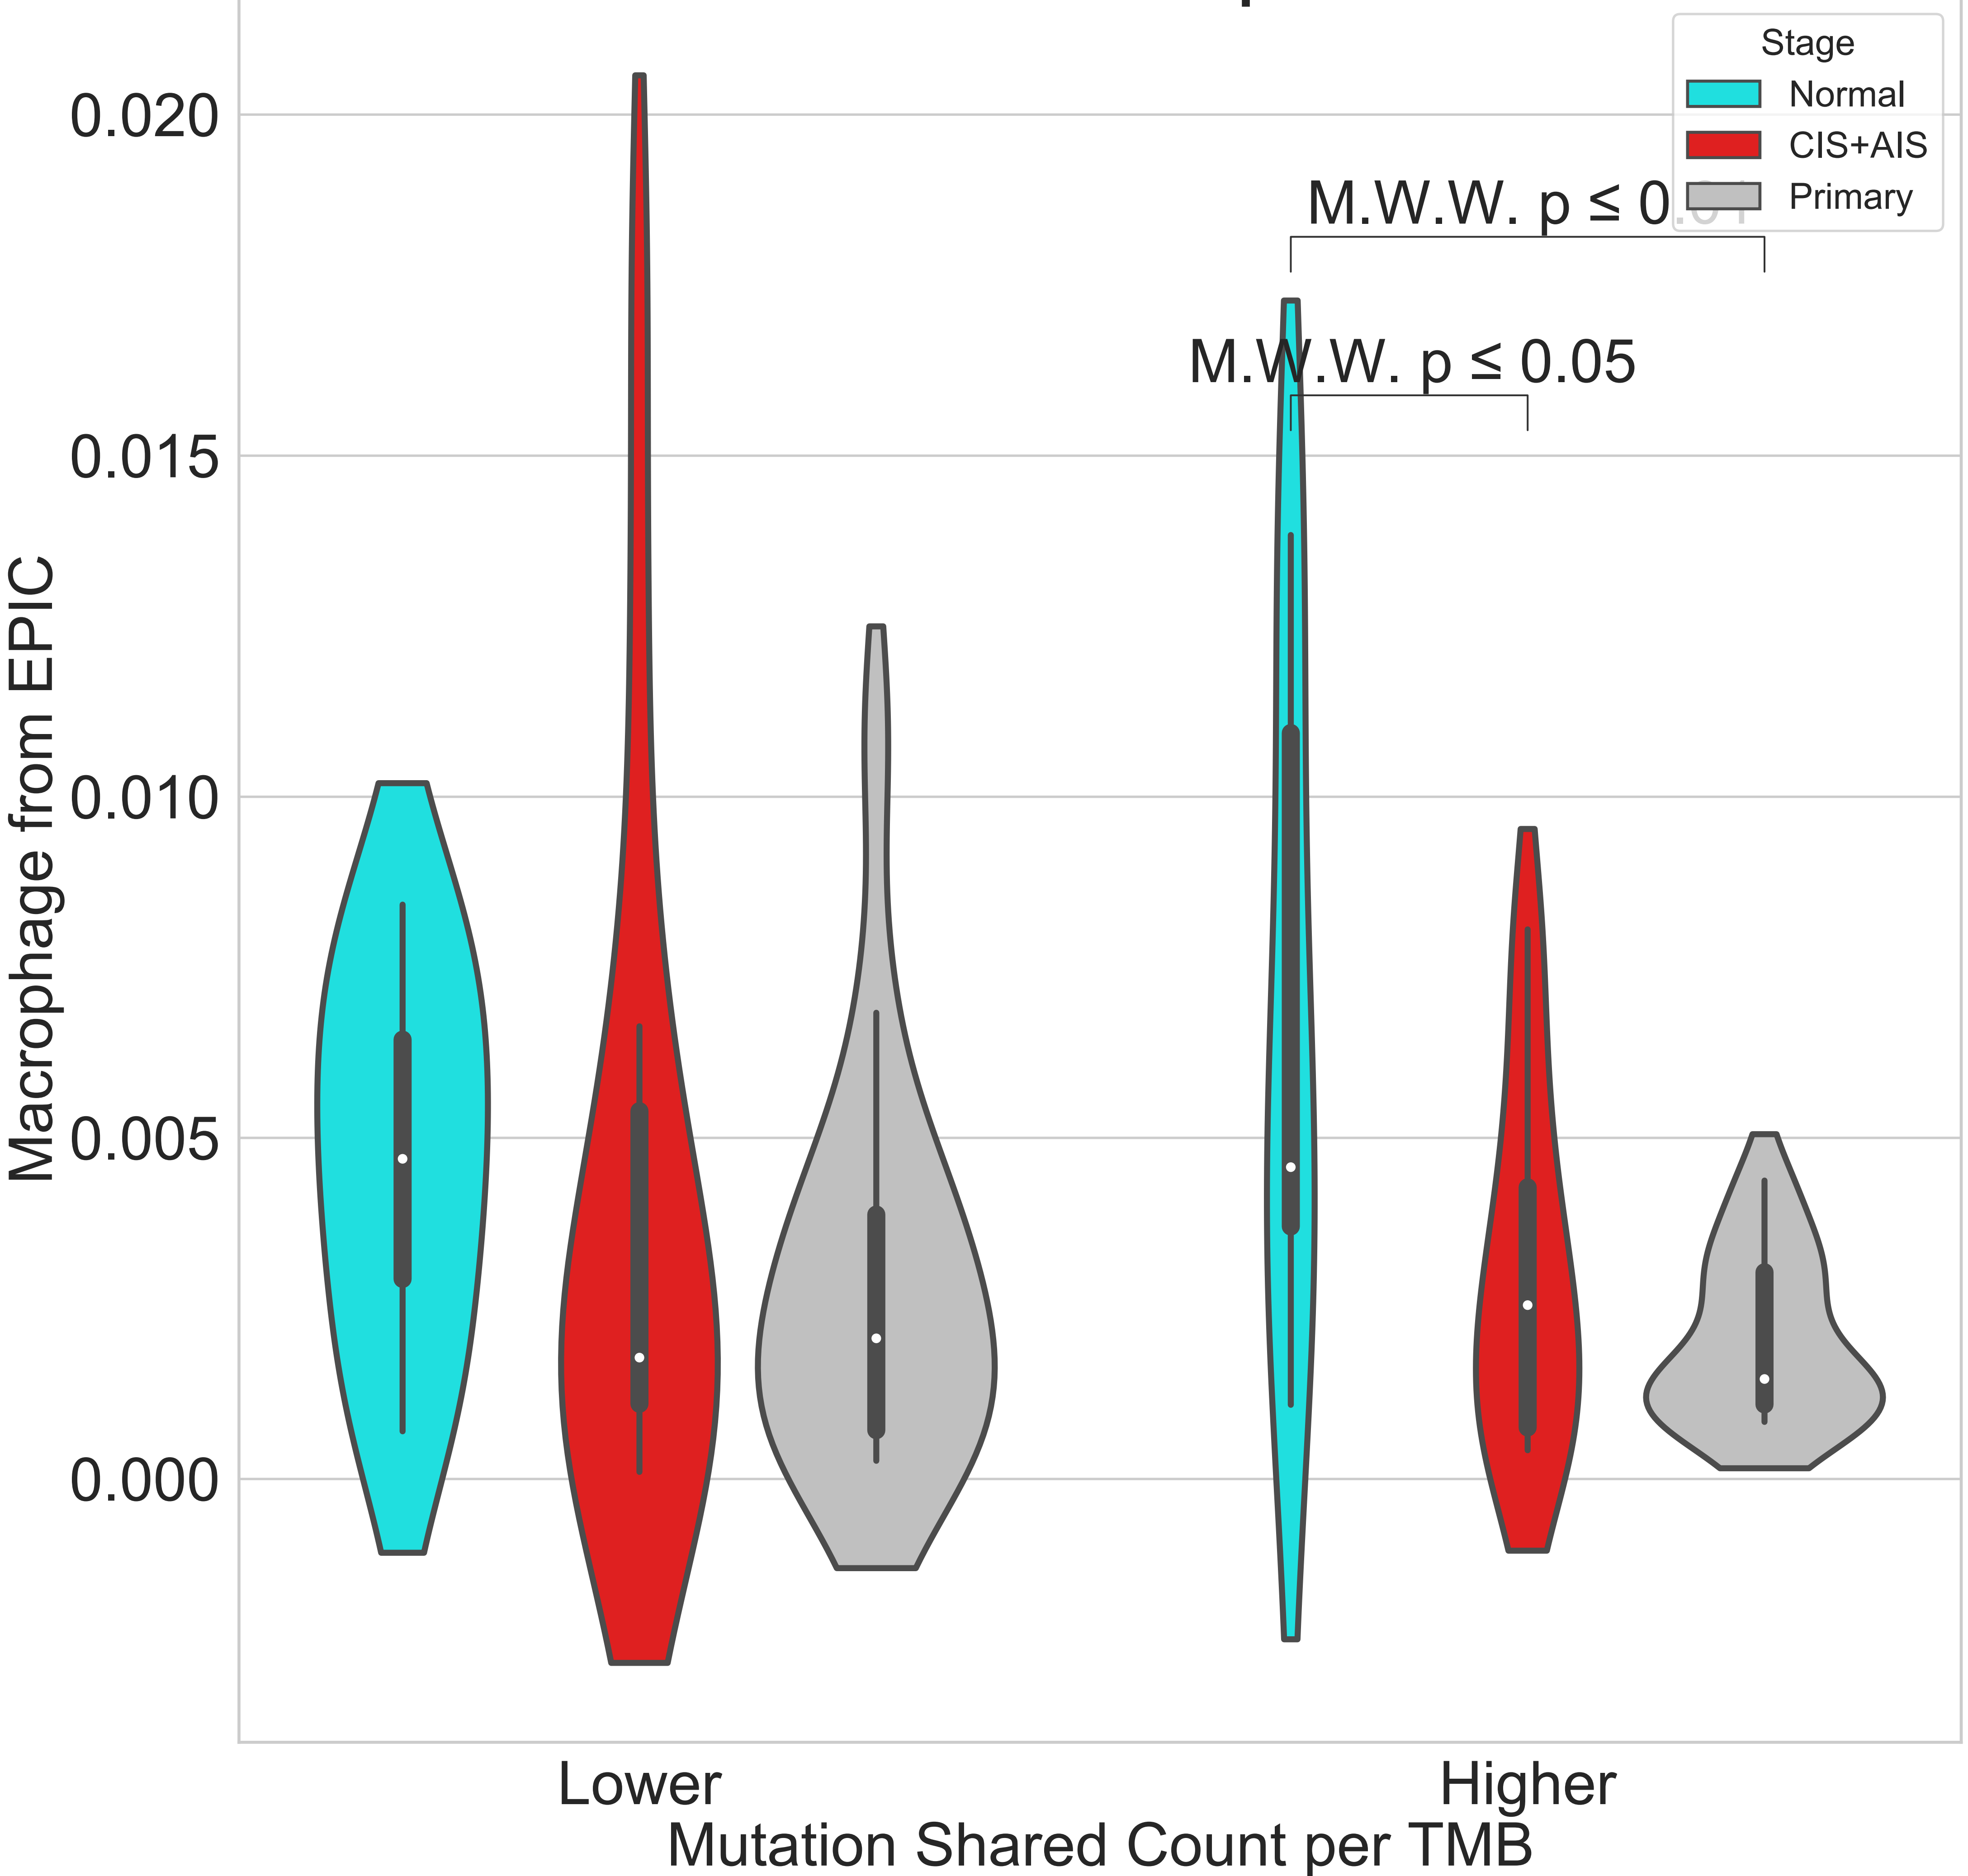 Stage
Normal
CIS+AIS
Primary
M.W.W. p ≤ 0.01
M.W.W. p ≤ 0.05
0.020
0.015
0.010
0.005
0.000
Macrophage from EPIC
Lower
Higher
Mutation Shared Count per TMB